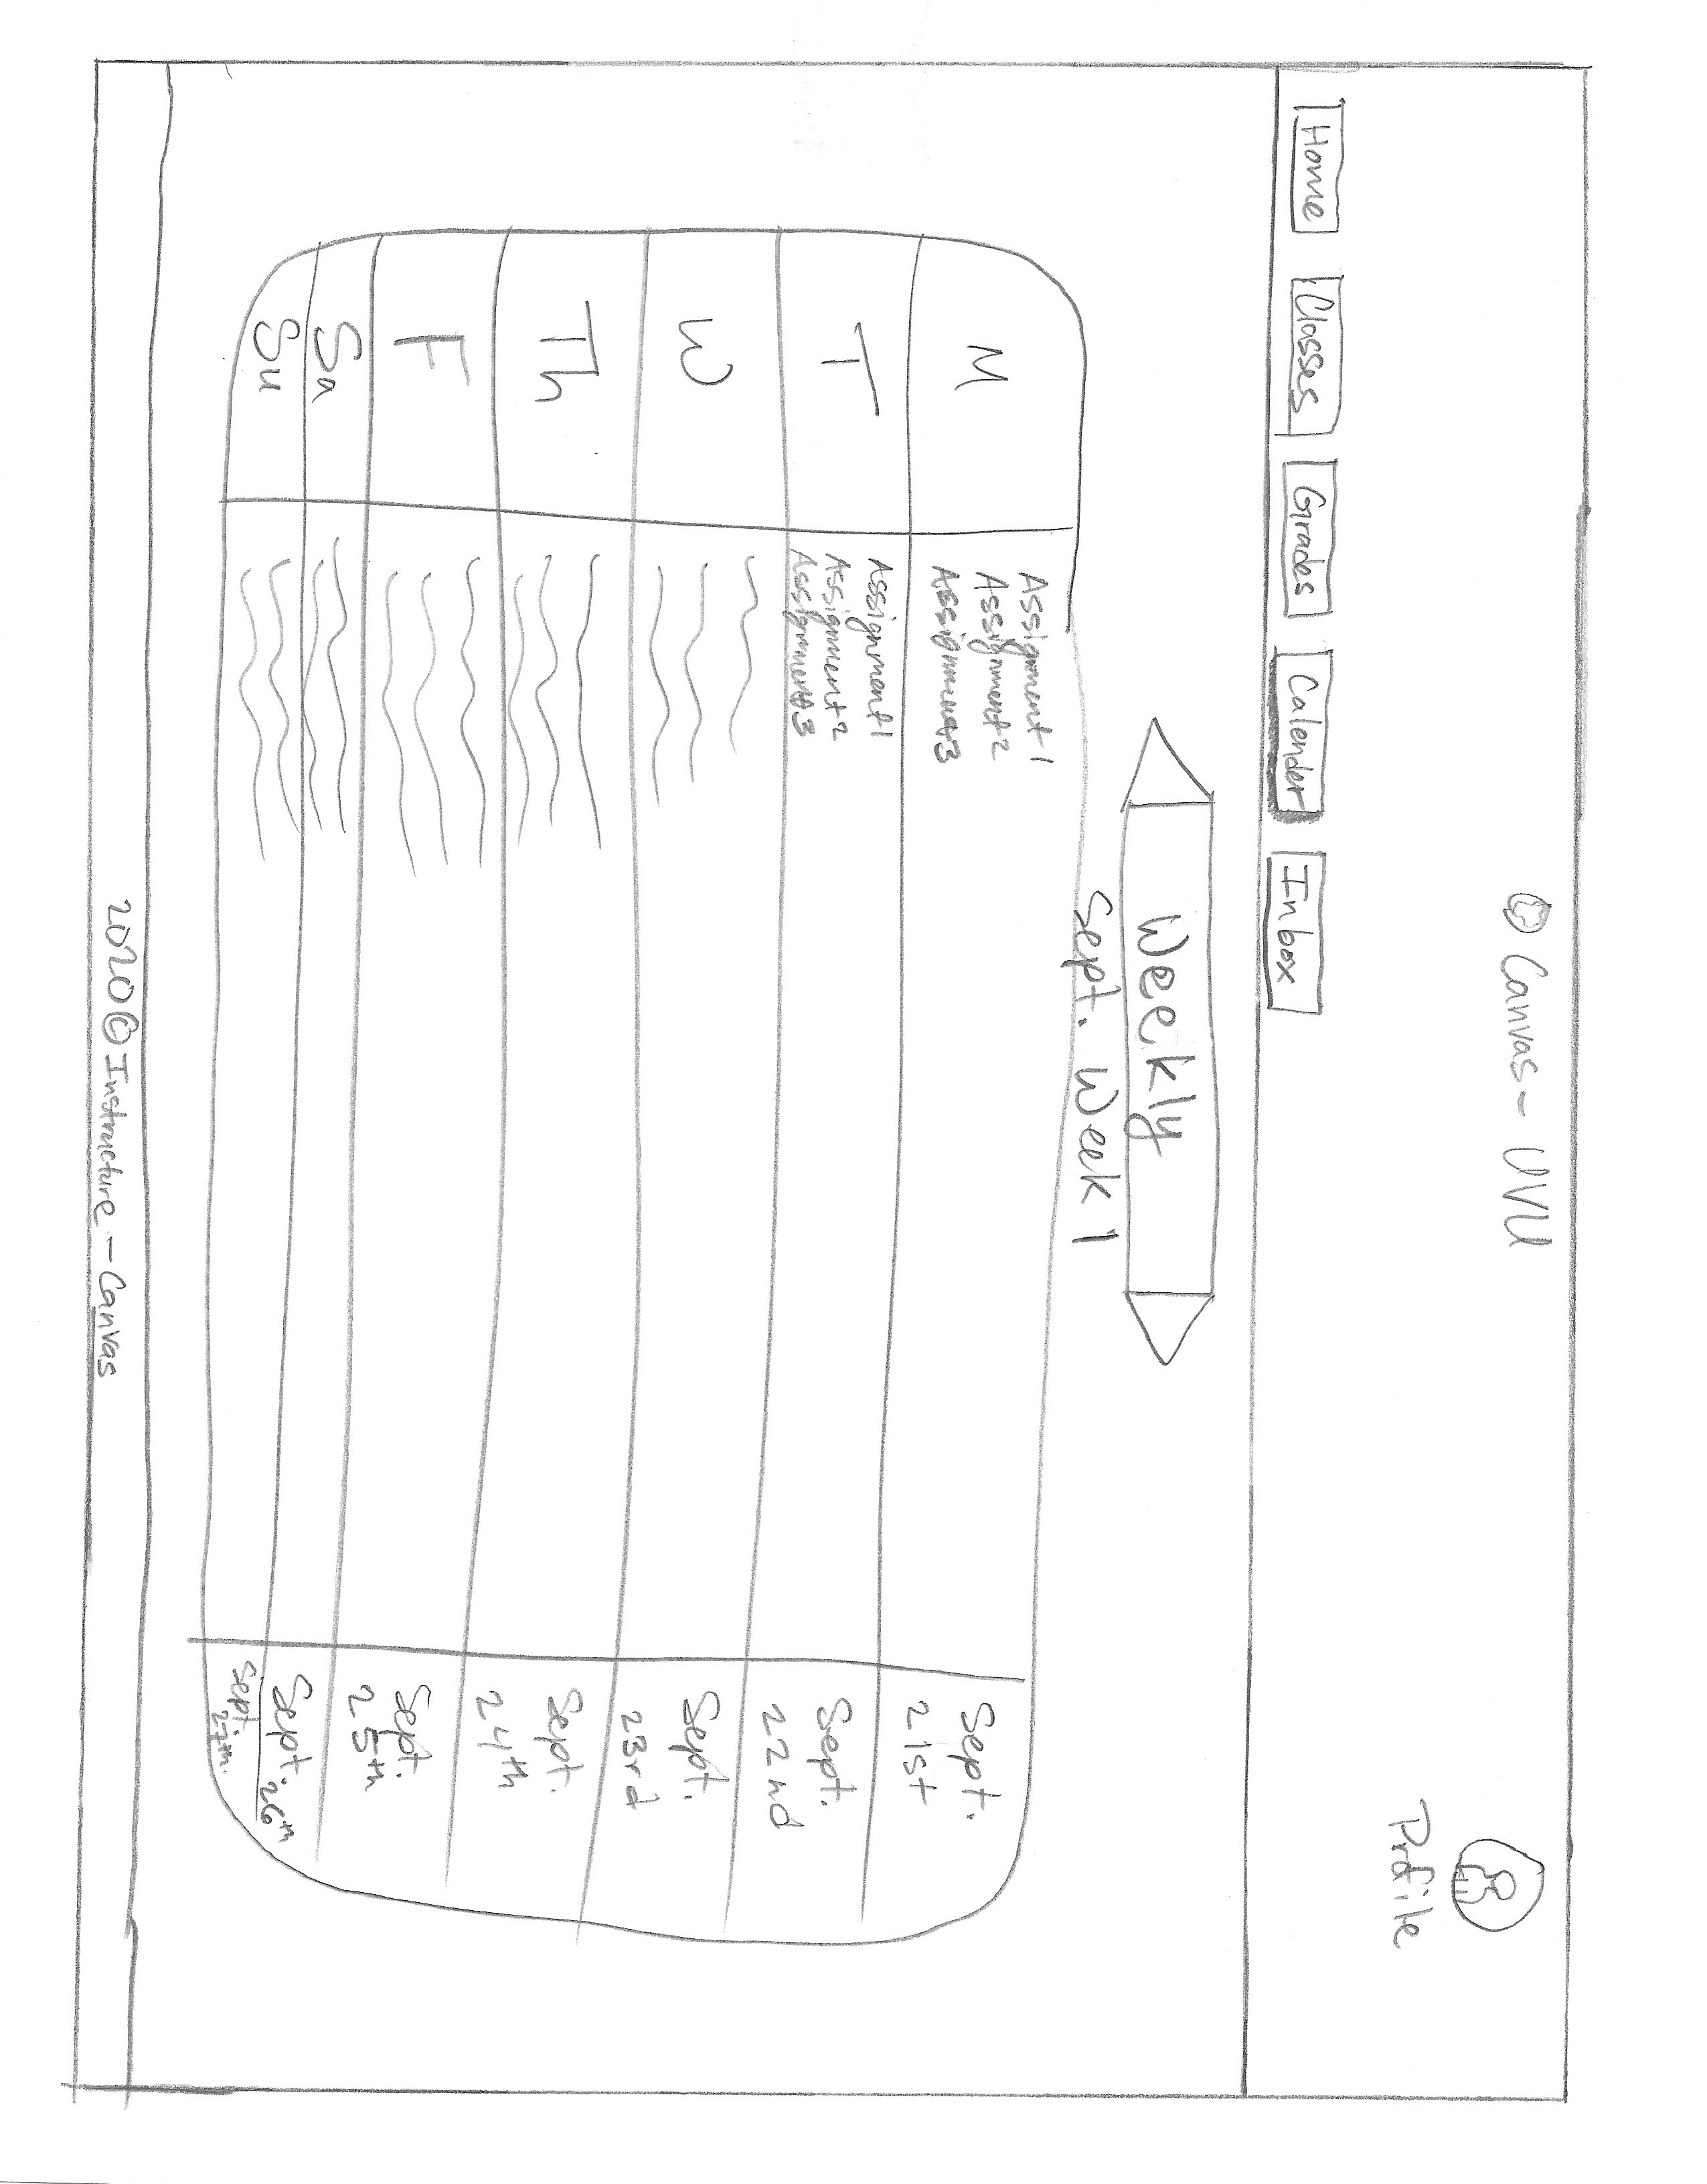 Canvas - UVU
Profile
Home
Classes
Grades
Calender
Inbox
Weekly
Sept. Week 1
M
Assignment 1
Assignment 2
Assignment 3
Sept.
21st
T
Assignment 1
Assignment 2
Assignment 3
Sept.
22nd
W
Sept.
23rd
Th
Sept.
24th
F
Sept.
25th
Sa
Sept. 26th
Su
Sept.
27th.
2020 © Instructure - Canvas